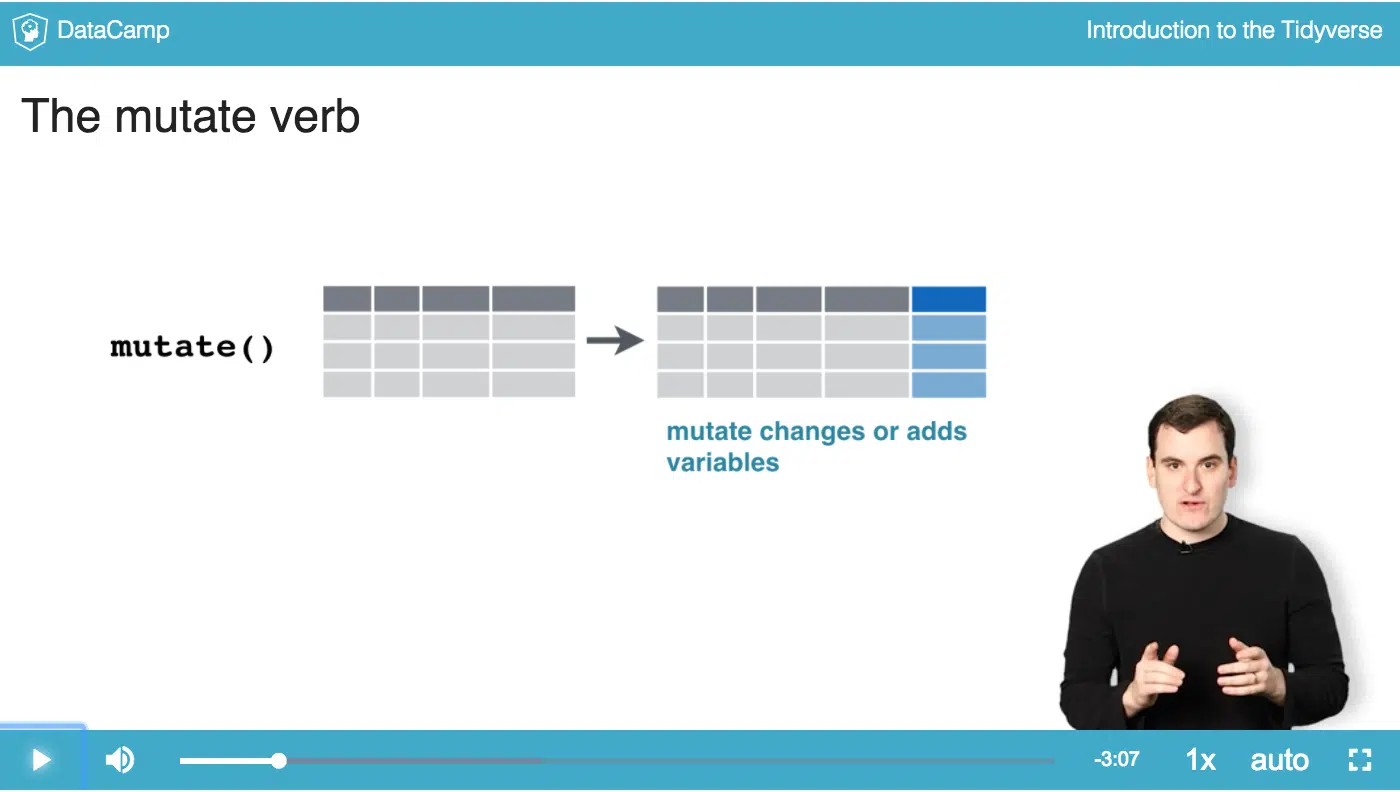 DataCamp
Introduction to the Tidyverse
The mutate verb
mutate()
mutate changes or adds
variables
-3:07
1x
auto